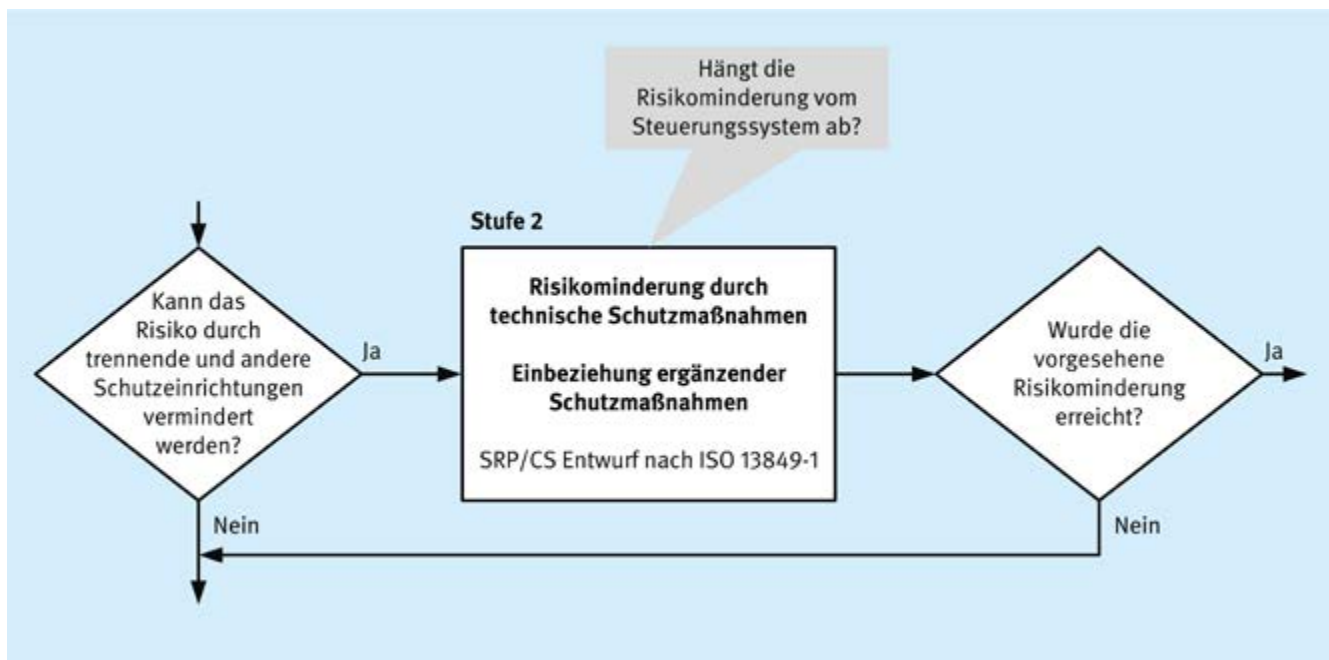 Hängt die
Risikominderung vom
Steuerungssystem ab?
Stufe 2
Kann das
Risiko durch
trennende und andere
Schutzeinrichtungen
vermindert
werden?
Ja
Risikominderung durch
technische Schutzmaßnahmen
Einbeziehung ergänzender
Schutzmaßnahmen
SRP/CS Entwurf nach ISO 13849-1
Wurde die
vorgesehene
Risikominderung
erreicht?
Ja
Nein
Nein